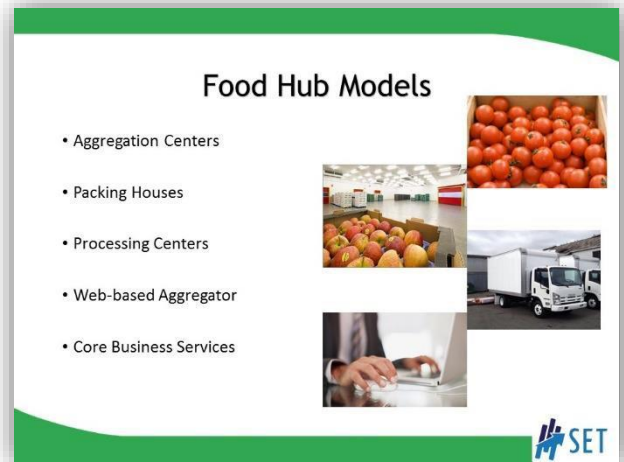 Food Hub Models
• Aggregation Centers
• Packing Houses
• Processing Centers
• Web-based Aggregator
• Core Business Services
SET